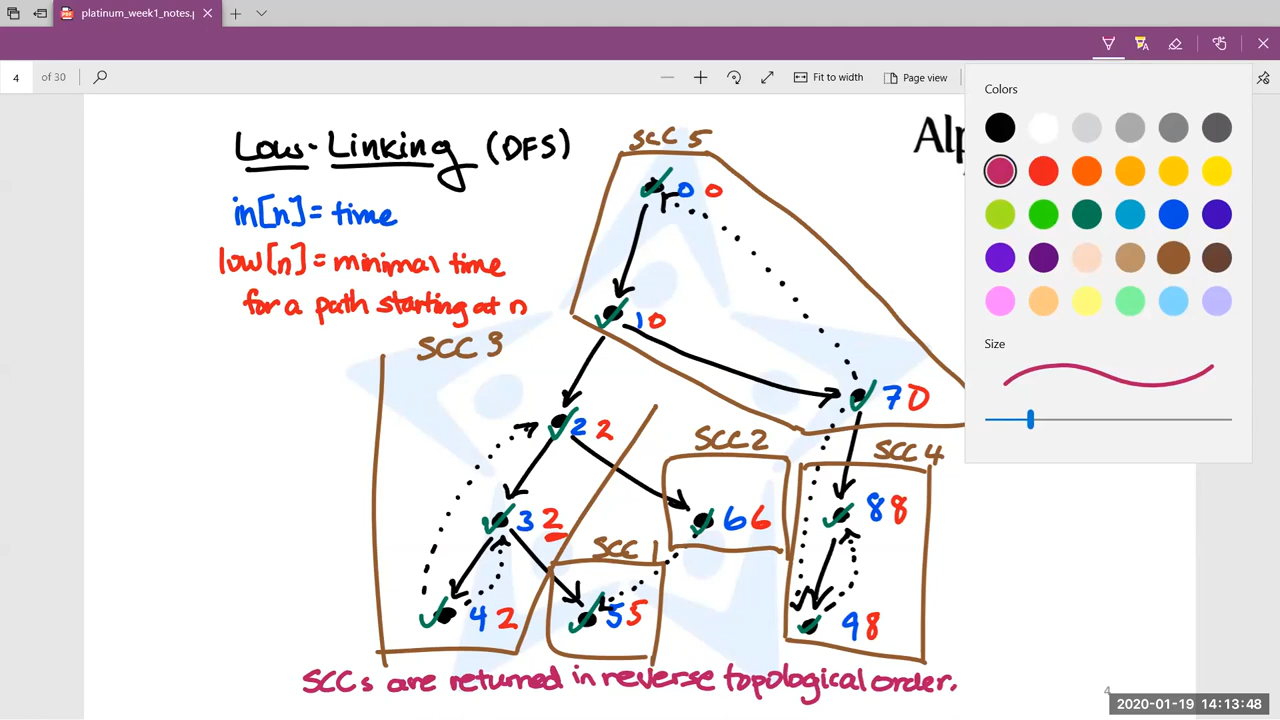 platinum_week1_notes.p
4 of 30
Fit to width
Page view
Colors
Size
Low-Linking (DFS)
in[n] = time
low[n] = minimal time
for a path starting at n
Alp
SCC 5
r 0 0
1 0
SCC 3
7 0
2 2
SCC 2
SCC 4
3 2
6 6
8 8
SCC 1
4 2
5 5
9 8
SCCs are returned in reverse topological order.
4
2020-01-19 14:13:48